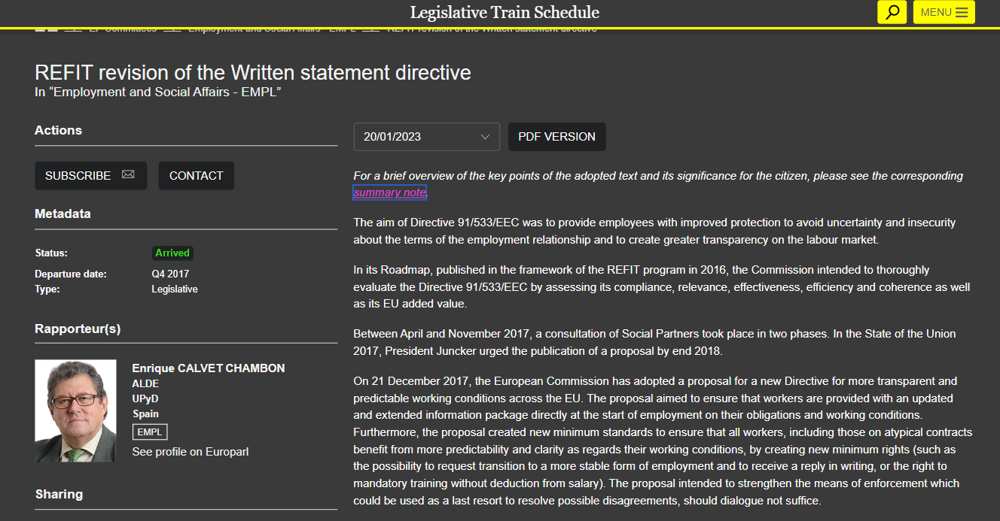 Legislative Train Schedule
MENU
EP Committees Employment and Social Affairs - EMPL REFIT revision of the Written statement directive
REFIT revision of the Written statement directive
In “Employment and Social Affairs - EMPL”
Actions
SUBSCRIBE
CONTACT
Metadata
Status: Arrived
Departure date: Q4 2017
Type: Legislative
Rapporteur(s)
Enrique CALVET CHAMBON
ALDE
UPyD
Spain
EMPL
See profile on Europarl
Sharing
20/01/2023
PDF VERSION
For a brief overview of the key points of the adopted text and its significance for the citizen, please see the corresponding
summary note.
The aim of Directive 91/533/EEC was to provide employees with improved protection to avoid uncertainty and insecurity
about the terms of the employment relationship and to create greater transparency on the labour market.
In its Roadmap, published in the framework of the REFIT program in 2016, the Commission intended to thoroughly
evaluate the Directive 91/533/EEC by assessing its compliance, relevance, effectiveness, efficiency and coherence as well
as its EU added value.
Between April and November 2017, a consultation of Social Partners took place in two phases. In the State of the Union
2017, President Juncker urged the publication of a proposal by end 2018.
On 21 December 2017, the European Commission has adopted a proposal for a new Directive for more transparent and
predictable working conditions across the EU. The proposal aimed to ensure that workers are provided with an updated
and extended information package directly at the start of employment on their obligations and working conditions.
Furthermore, the proposal created new minimum standards to ensure that all workers, including those on atypical contracts
benefit from more predictability and clarity as regards their working conditions, by creating new minimum rights (such as
the possibility to request transition to a more stable form of employment and to receive a reply in writing, or the right to
mandatory training without deduction from salary). The proposal intended to strengthen the means of enforcement which
could be used as a last resort to resolve possible disagreements, should dialogue not suffice.